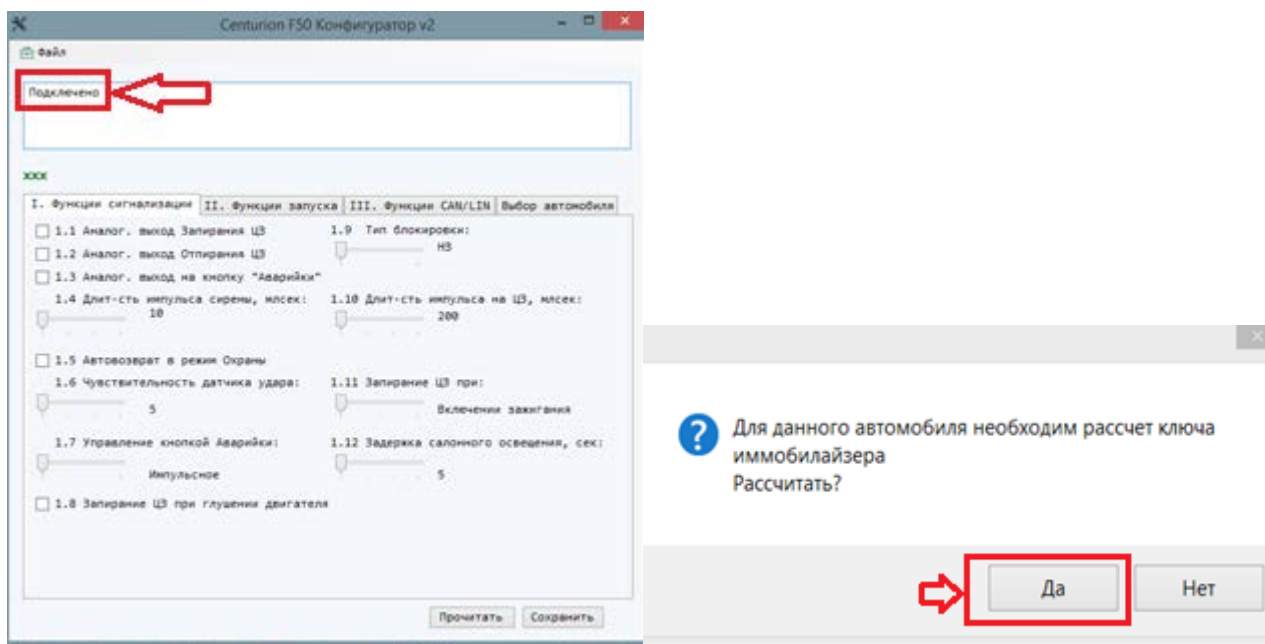 Centurion F50 Конфигуратор v2
Файл
Подключено
xxx
I. Функции сигнализации II. Функции запуска III. Функции CAN/LIN Выбор автомобиля
1.1 Аналог. выход Запирания ЦЗ
1.9 Тип блокировки:
НЗ
1.2 Аналог. выход Отпирания ЦЗ
1.3 Аналог. выход на кнопку "Аварийки"
1.4 Длит-сть импульса сирены, млсек:
10
1.10 Длит-сть импульса на ЦЗ, млсек:
200
1.5 Автовозврат в режим Охраны
1.6 Чувствительность датчика удара:
5
1.11 Запирание ЦЗ при:
Включении зажигания
1.7 Управление кнопкой Аварийки:
Импульсное
1.12 Задержка салонного освещения, сек:
5
1.8 Запирание ЦЗ при глушении двигателя
Прочитать Сохранить
Для данного автомобиля необходим рассчет ключа
иммобилайзера
Рассчитать?
Да Нет